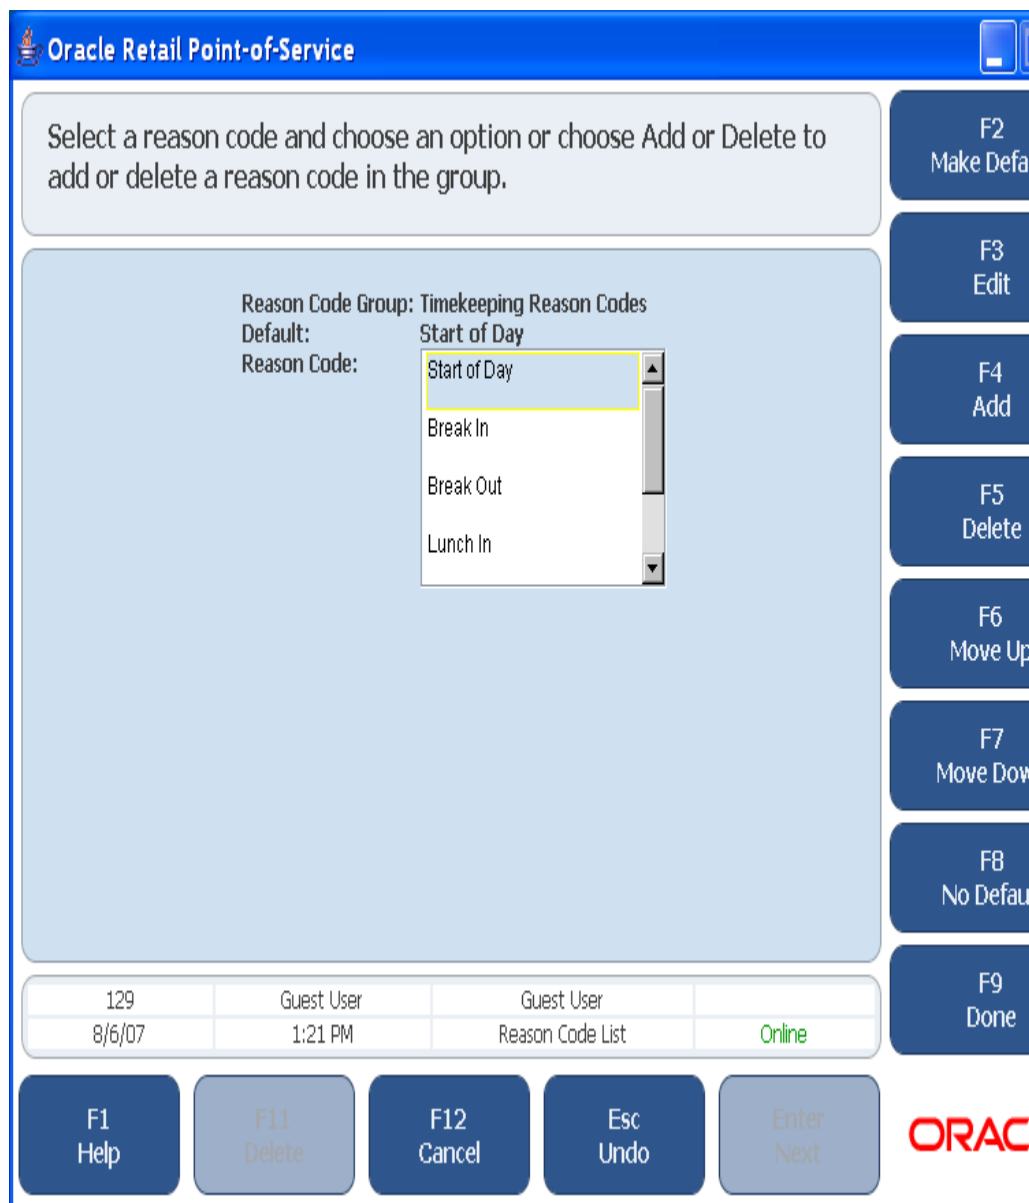 Oracle Retail Point-of-Service
Select a reason code and choose an option or choose Add or Delete to
add or delete a reason code in the group.
Reason Code Group: Timekeeping Reason Codes
Default: Start of Day
Reason Code:
Start of Day
Break In
Break Out
Lunch In
F2
Make Defa
F3
Edit
F4
Add
F5
Delete
F6
Move Up
F7
Move Dow
F8
No Defau
F9
Done
129 Guest User Guest User
8/6/07 1:21 PM Reason Code List Online
F1
Help
F11
Delete
F12
Cancel
Esc
Undo
Enter
Next
ORAC